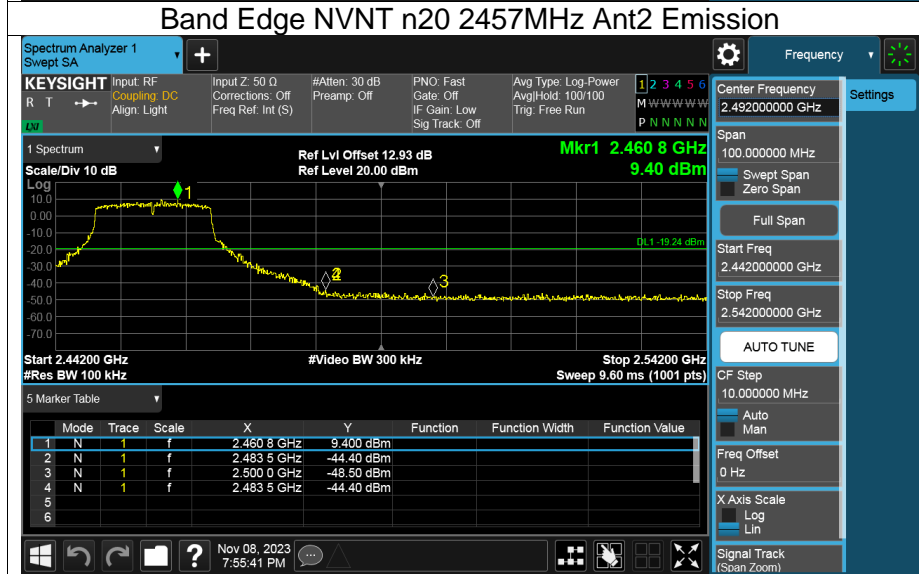 Band Edge NVNT n20 2457MHz Ant2 Emission
Spectrum Analyzer 1
Swept SA
+
Frequency
KEYSIGHT
R T
LXI
Input: RF
Coupling: DC
Align: Light
Input Z: 50 Ω
Corrections: Off
Freq Ref: Int (S)
#Atten: 30 dB
Preamp: Off
PNO: Fast
Gate: Off
IF Gain: Low
Sig Track: Off
Avg Type: Log-Power
Avg|Hold: 100/100
Trig: Free Run
1 2 3 4 5 6
M W W W W W
P N N N N N
1 Spectrum
Scale/Div 10 dB
Ref Lvl Offset 12.93 dB
Ref Level 20.00 dBm
Mkr1 2.460 8 GHz
9.40 dBm
Log
10.0
0.00
-10.0
-20.0
-30.0
-40.0
-50.0
-60.0
-70.0
1
2
4
3
DL1 -19.24 dBm
Start 2.44200 GHz
#Video BW 300 kHz
Stop 2.54200 GHz
#Res BW 100 kHz
Sweep 9.60 ms (1001 pts)
5 Marker Table
Mode Trace Scale X Y Function Function Width Function Value
1 N 1 f 2.460 8 GHz 9.400 dBm
2 N 1 f 2.483 5 GHz -44.40 dBm
3 N 1 f 2.500 0 GHz -48.50 dBm
4 N 1 f 2.483 5 GHz -44.40 dBm
5
6
?
Nov 08, 2023
7:55:41 PM
Settings
Center Frequency
2.492000000 GHz
Span
100.000000 MHz
Swept Span
Zero Span
Full Span
Start Freq
2.442000000 GHz
Stop Freq
2.542000000 GHz
AUTO TUNE
CF Step
10.000000 MHz
Auto
Man
Freq Offset
0 Hz
X Axis Scale
Log
Lin
Signal Track
(Span Zoom)